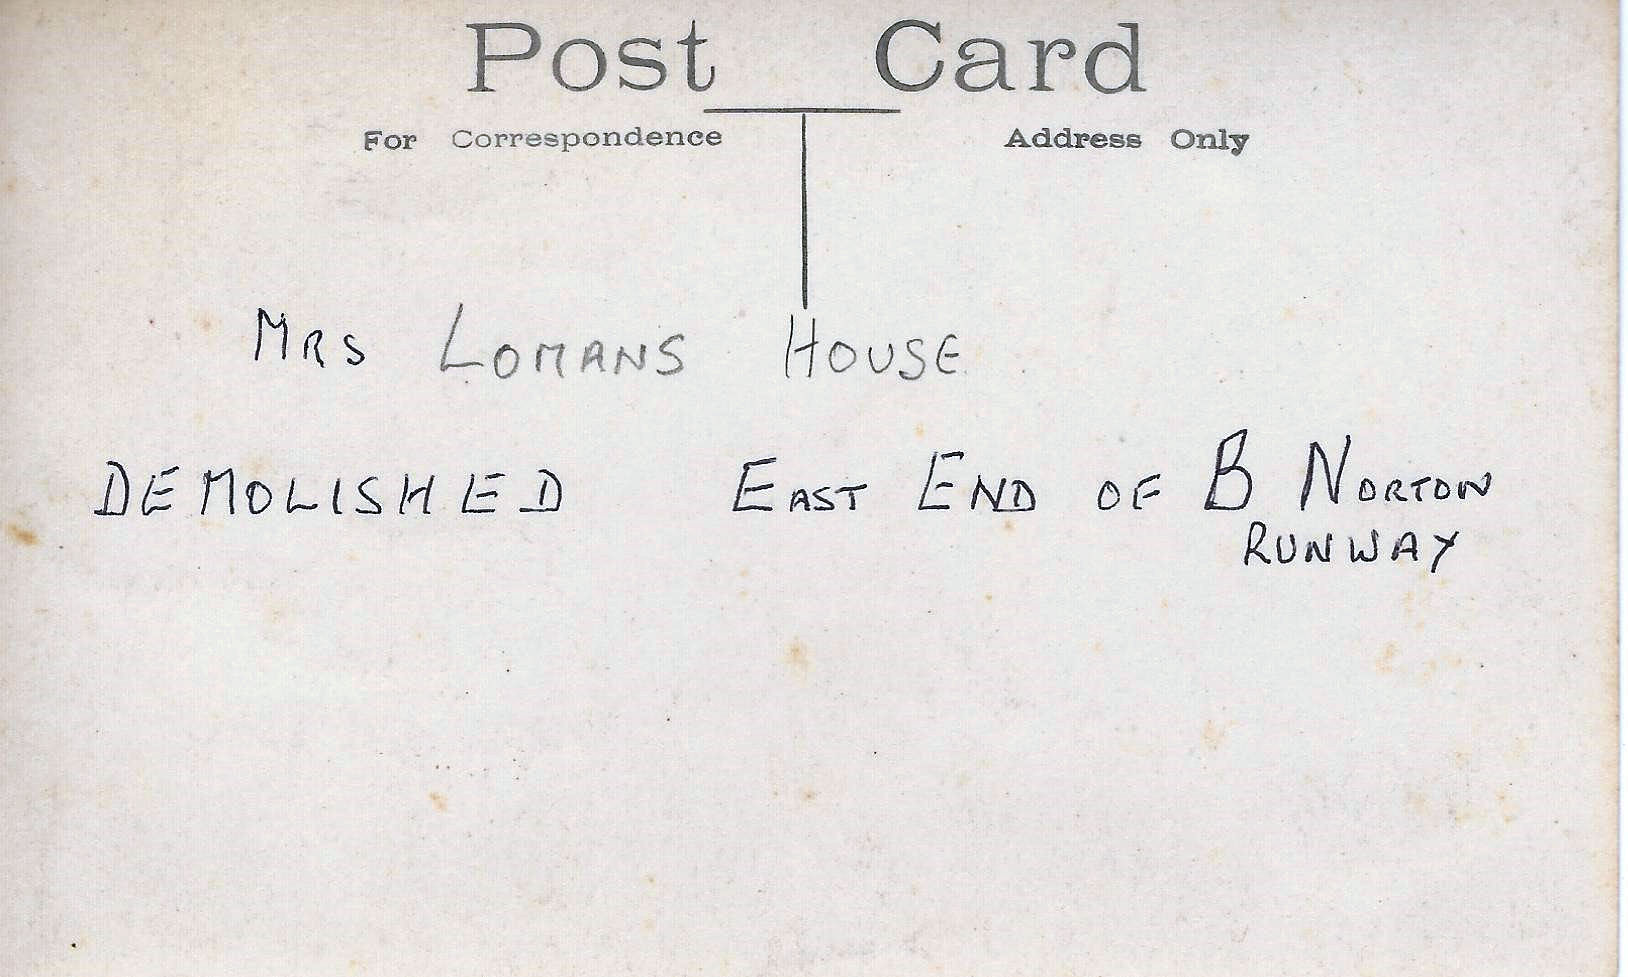 Post Card
For Correspondence Address Only
MRS LOMANS HOUSE
DEMOLISHED EAST END OF B NORTON
RUNWAY